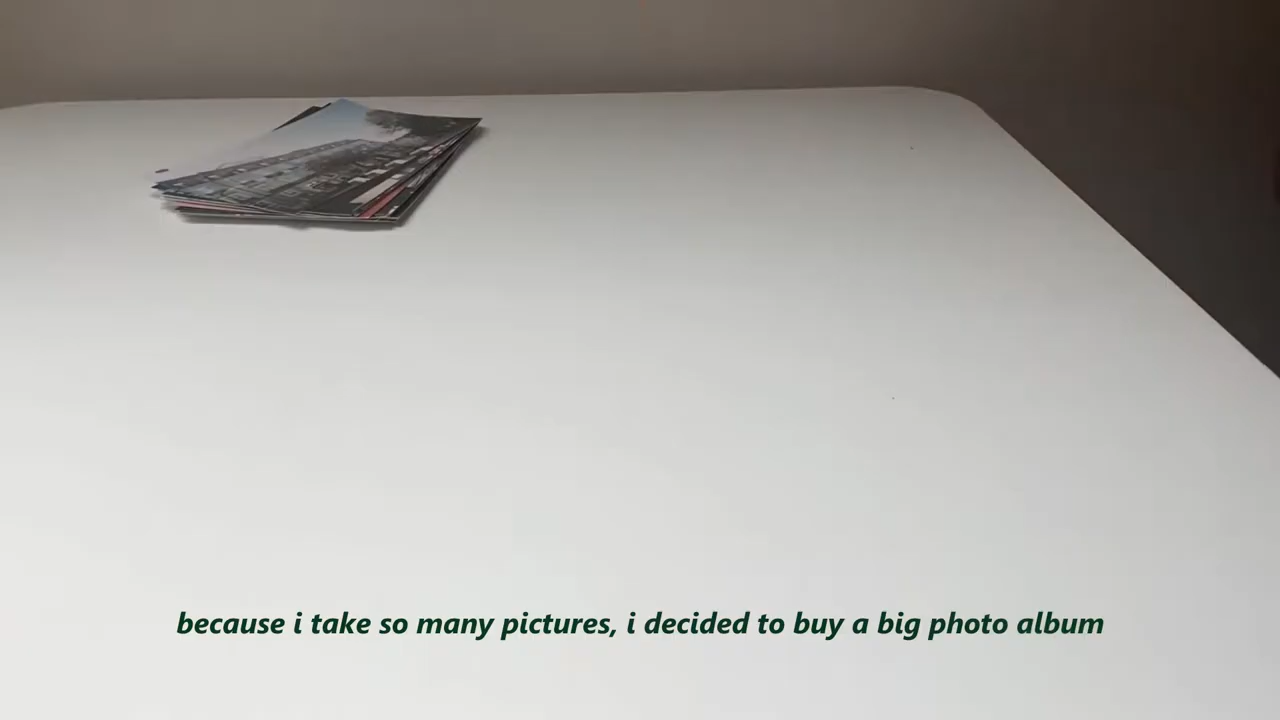 because i take so many pictures, i decided to buy a big photo album